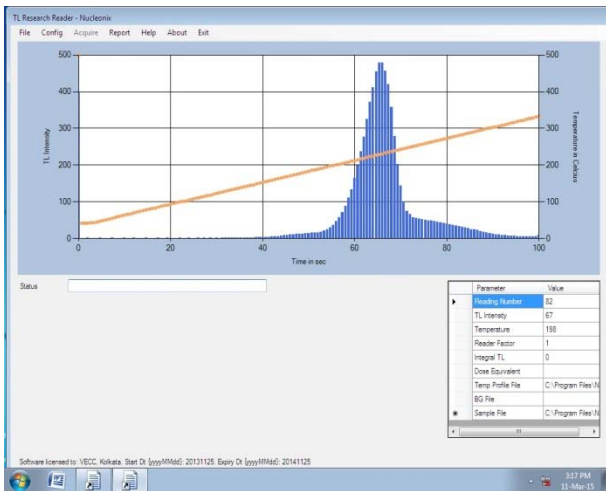 TL Research Reader - Nucleonix
File Config Acquire Report Help About Exit
500
400
300
200
100
0
TL Intensity
500
400
300
200
100
0
Temperature in Celcius
0 20 40 60 80 100
Time in sec
Status
Parameter Value
Reading Number 82
TL Intensity 67
Temperature 198
Reader Factor 1
Integral TL 0
Dose Equivalent
Temp Profile File C:\Program Files\N
BG File
Sample File C:\Program Files\N
Software licensed to: VECC, Kolkata. Start Dt (yyyyMMdd): 20131125. Expiry Dt (yyyyMMdd): 20141125
3:17 PM
11-Mar-15